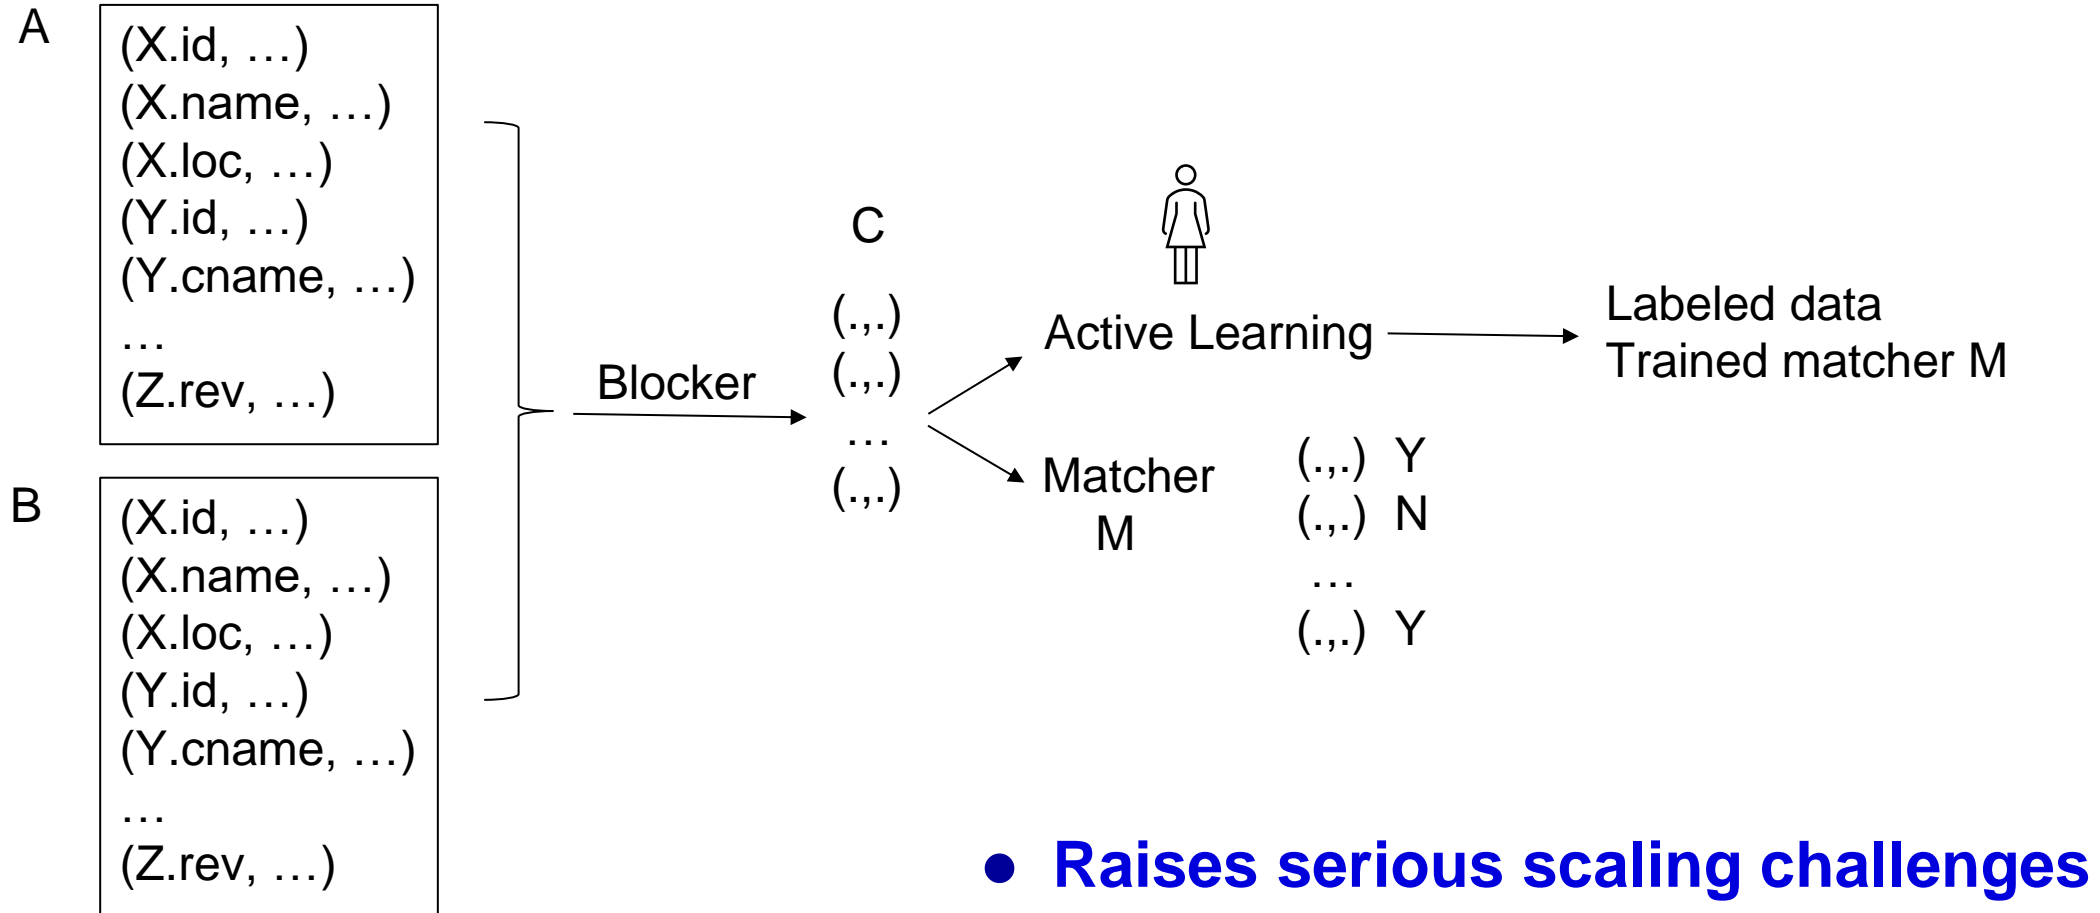 A
(X.id, …)
(X.name, …)
(X.loc, …)
(Y.id, …)
(Y.cname, …)
…
(Z.rev, …)
B
(X.id, …)
(X.name, …)
(X.loc, …)
(Y.id, …)
(Y.cname, …)
…
(Z.rev, …)
Blocker
C
(.,.)
(.,.)
…
(.,.)
Active Learning
Labeled data
Trained matcher M
Matcher
M
(.,.) Y
(.,.) N
…
(.,.) Y
● Raises serious scaling challenges